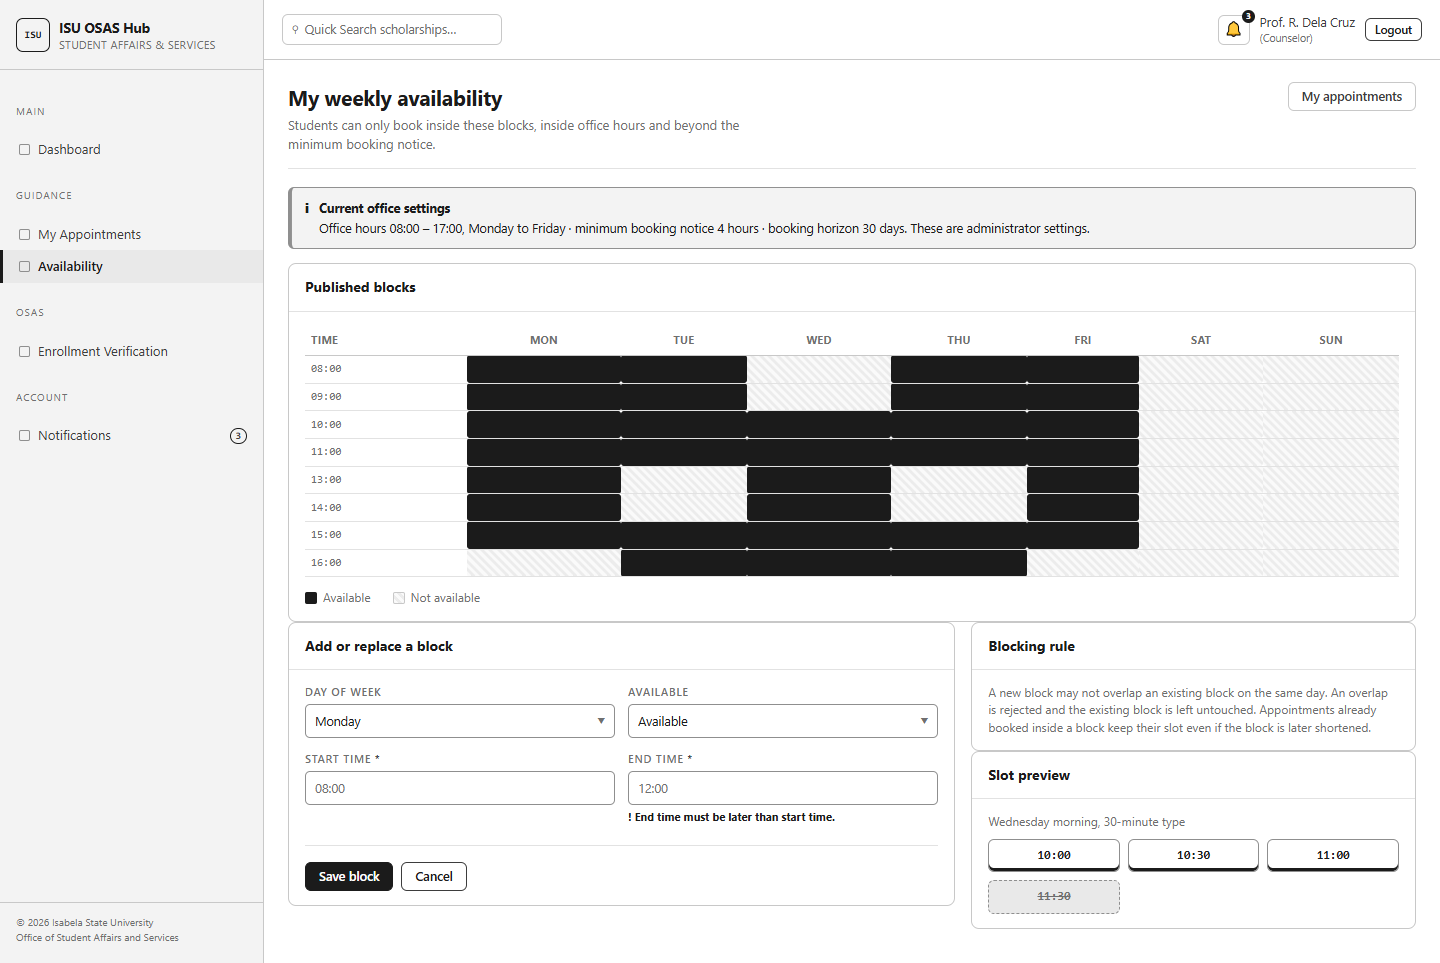 ISU
ISU OSAS Hub
STUDENT AFFAIRS & SERVICES
MAIN
Dashboard
GUIDANCE
My Appointments
Availability
OSAS
Enrollment Verification
ACCOUNT
Notifications
3
© 2026 Isabela State University
Office of Student Affairs and Services
Quick Search scholarships...
3
Prof. R. Dela Cruz
(Counselor)
Logout
My weekly availability
Students can only book inside these blocks, inside office hours and beyond the
minimum booking notice.
My appointments
i Current office settings
Office hours 08:00 – 17:00, Monday to Friday · minimum booking notice 4 hours · booking horizon 30 days. These are administrator settings.
Published blocks
TIME MON TUE WED THU FRI SAT SUN
08:00
09:00
10:00
11:00
13:00
14:00
15:00
16:00
Available Not available
Add or replace a block
DAY OF WEEK AVAILABLE
Monday Available
START TIME * END TIME *
08:00 12:00
! End time must be later than start time.
Save block Cancel
Blocking rule
A new block may not overlap an existing block on the same day. An overlap
is rejected and the existing block is left untouched. Appointments already
booked inside a block keep their slot even if the block is later shortened.
Slot preview
Wednesday morning, 30-minute type
10:00 10:30 11:00
11:30